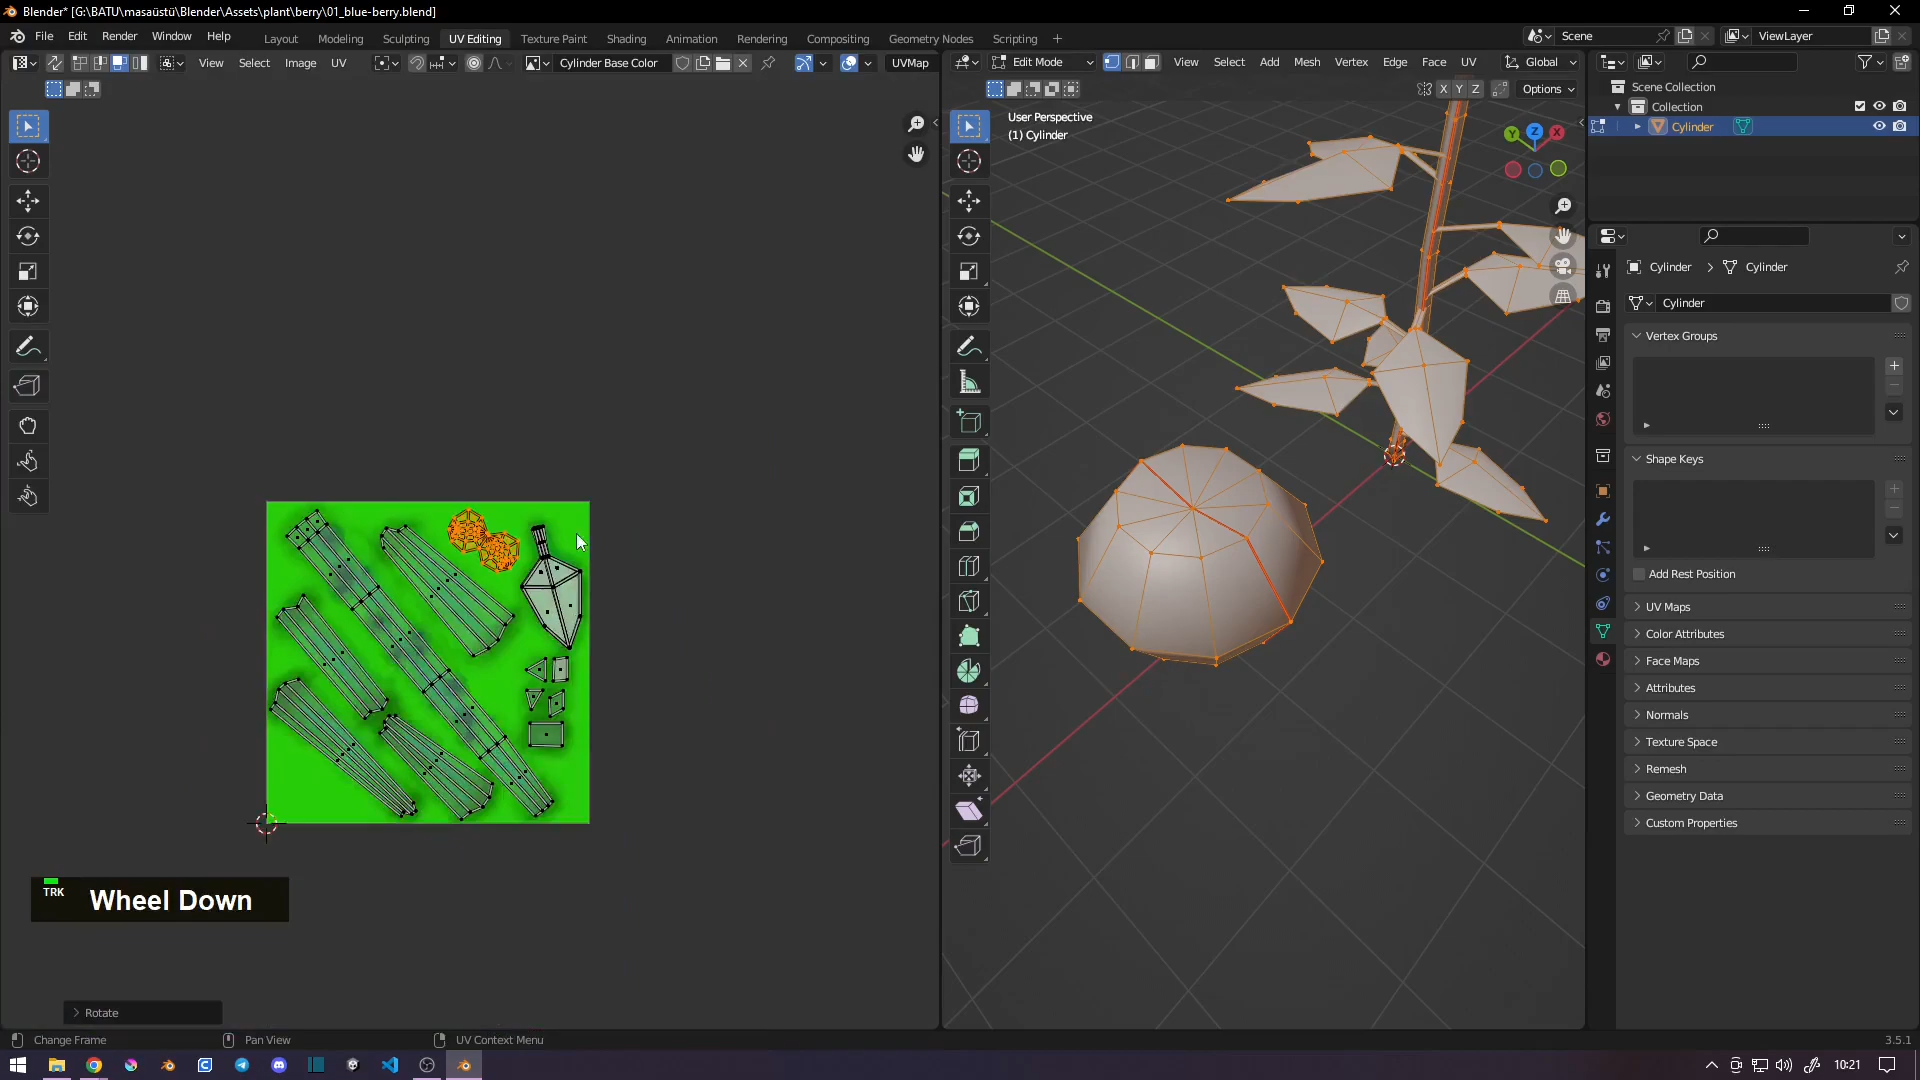 Blender* [G:\BATU\masaüstü\Blender\Assets\plant\berry\01_blue-berry.blend]
File Edit Render Window Help Layout Modeling Sculpting UV Editing Texture Paint Shading Animation Rendering Compositing Geometry Nodes Scripting Scene ViewLayer
View Select Image UV Cylinder Base Color UVMap Edit Mode View Select Add Mesh Vertex Edge Face UV Global
X Y Z Options
Scene Collection
Collection
Cylinder
User Perspective
(1) Cylinder
Y Z X
Cylinder Cylinder
Cylinder
Vertex Groups
Shape Keys
Add Rest Position
UV Maps
Color Attributes
Face Maps
Attributes
Normals
Texture Space
Remesh
Geometry Data
Custom Properties
TRK Wheel Down
Rotate
Change Frame Pan View UV Context Menu 3.5.1
10:21